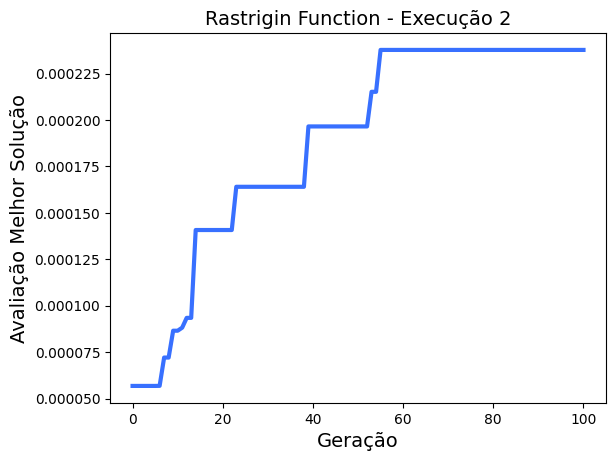 Rastrigin Function - Execução 2
Avaliação Melhor Solução
0.000225
0.000200
0.000175
0.000150
0.000125
0.000100
0.000075
0.000050
0 20 40 60 80 100
Geração